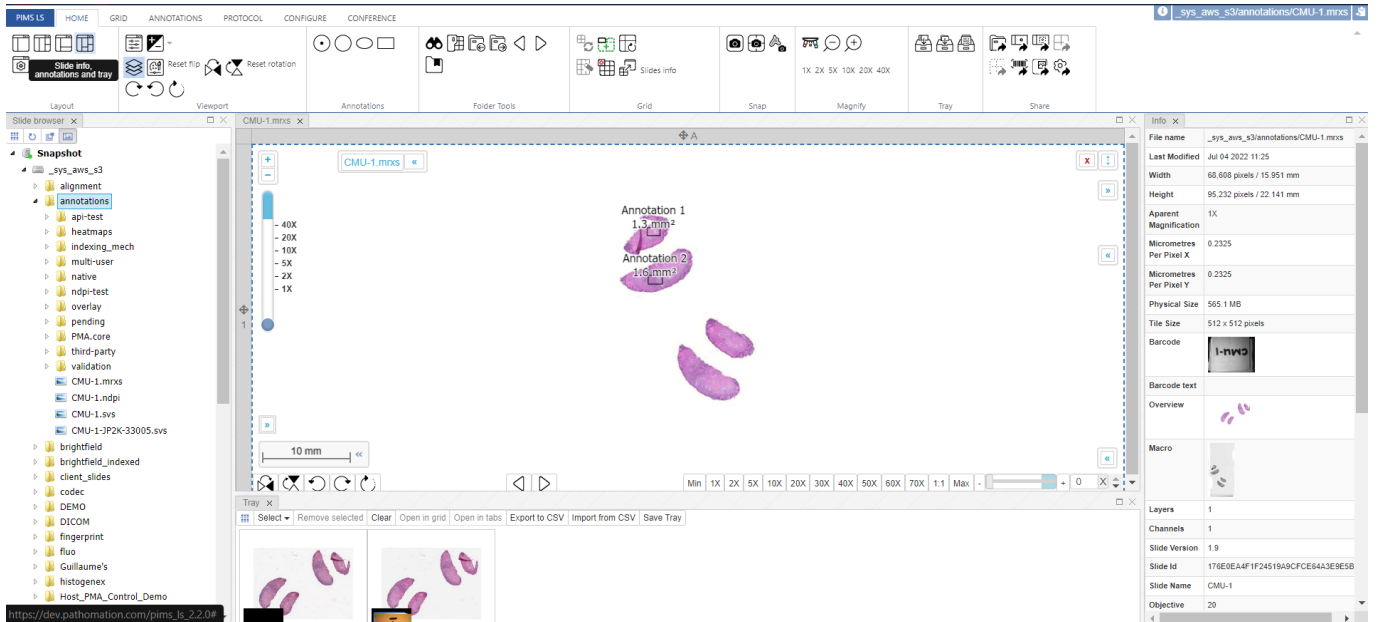 PIMS LS HOME GRID ANNOTATIONS PROTOCOL CONFIGURE CONFERENCE
_sys_aws_s3/annotations/CMU-1.mrxs
Slide info,
annotations and tray
Reset flip
Reset rotation
Slides info
1X 2X 5X 10X 20X 40X
Layout Viewport Annotations Folder Tools Grid Snap Magnify Tray Share
Slide browser x
Snapshot
_sys_aws_s3
alignment
annotations
api-test
heatmaps
indexing_mech
multi-user
native
ndpi-test
overlay
pending
PMA.core
third-party
validation
CMU-1.mrxs
CMU-1.ndpi
CMU-1.svs
CMU-1-JP2K-33005.svs
brightfield
brightfield_indexed
client_slides
codec
DEMO
DICOM
fingerprint
fluo
Guillaume's
histogenex
Host_PMA_Control_Demo
https://dev.pathomation.com/pims_ls_2.2.0#
CMU-1.mrxs x
A
1
+
−
CMU-1.mrxs «
x
»
«
- 40X
- 20X
- 10X
- 5X
- 2X
- 1X
Annotation 1
1.3 mm²
Annotation 2
1.6 mm²
»
10 mm «
«
Min 1X 2X 5X 10X 20X 30X 40X 50X 60X 70X 1:1 Max - + 0 X
Tray x
Select Remove selected Clear Open in grid Open in tabs Export to CSV Import from CSV Save Tray
Info x
File name _sys_aws_s3/annotations/CMU-1.mrxs
Last Modified Jul 04 2022 11:25
Width 68,608 pixels / 15.951 mm
Height 95,232 pixels / 22.141 mm
Aparent
Magnification 1X
Micrometres
Per Pixel X 0.2325
Micrometres
Per Pixel Y 0.2325
Physical Size 565.1 MB
Tile Size 512 x 512 pixels
Barcode CMU-1
Barcode text
Overview
Macro
Layers 1
Channels 1
Slide Version 1.9
Slide Id 176E0EA4F1F24519A9CFCE64A3E9E5B
Slide Name CMU-1
Objective 20